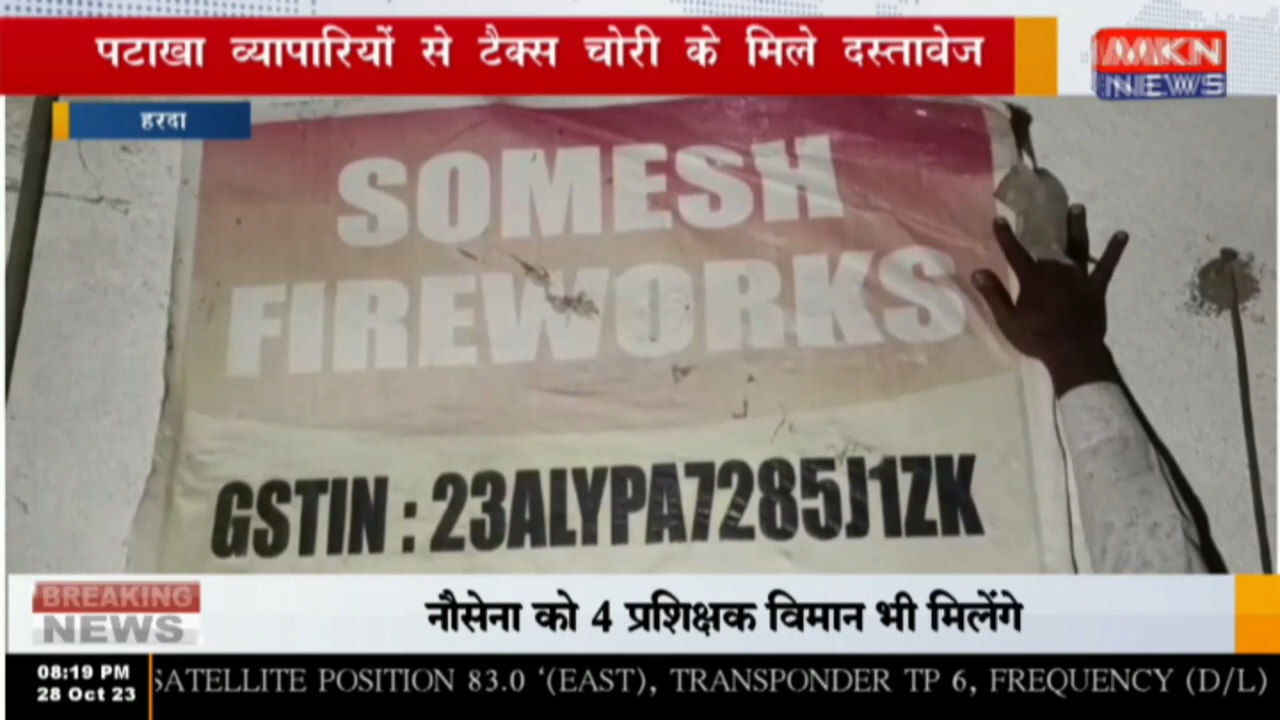 पटाखा व्यापारियों से टैक्स चोरी के मिले दस्तावेज
MKN
NEWS
हरदा
SOMESH
FIREWORKS
GSTIN : 23ALYPA7285J1ZK
BREAKING
NEWS
नौसेना को 4 प्रशिक्षक विमान भी मिलेंगे
08:19 PM
28 Oct 23
SATELLITE POSITION 83.0 ‘(EAST), TRANSPONDER TP 6, FREQUENCY (D/L)